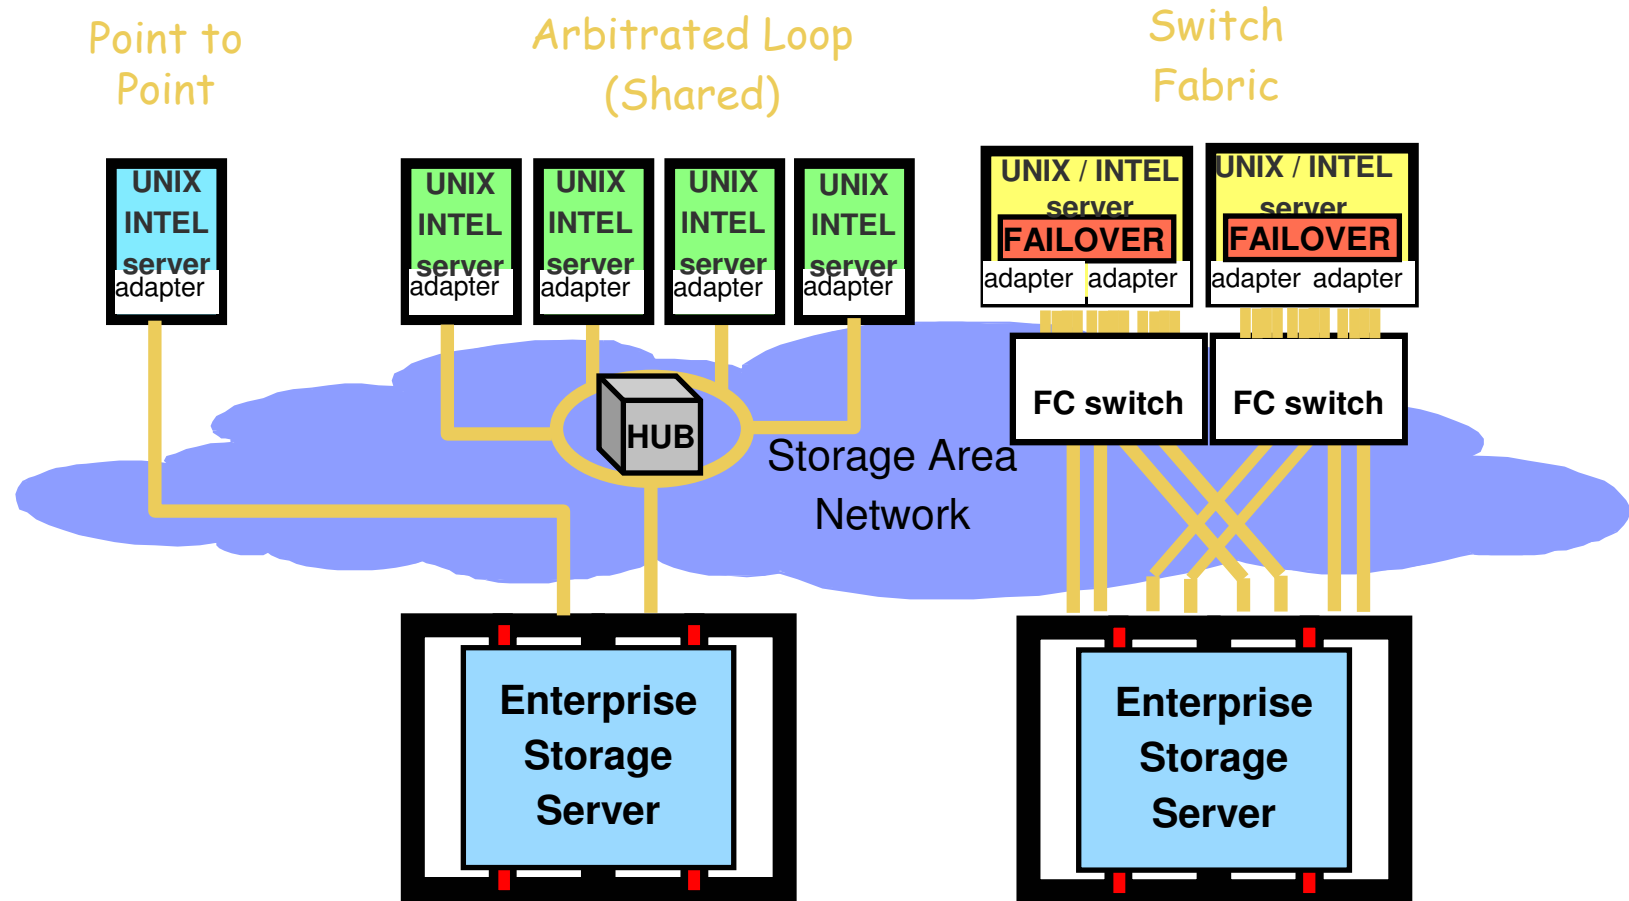 Point to
Point
Arbitrated Loop
(Shared)
Switch
Fabric
UNIX
INTEL
server
adapter
UNIX
INTEL
server
adapter
UNIX
INTEL
server
adapter
UNIX
INTEL
server
adapter
UNIX
INTEL
server
adapter
UNIX / INTEL
server
FAILOVER
adapter adapter
UNIX / INTEL
server
FAILOVER
adapter adapter
HUB
Storage Area
Network
FC switch
FC switch
Enterprise
Storage
Server
Enterprise
Storage
Server